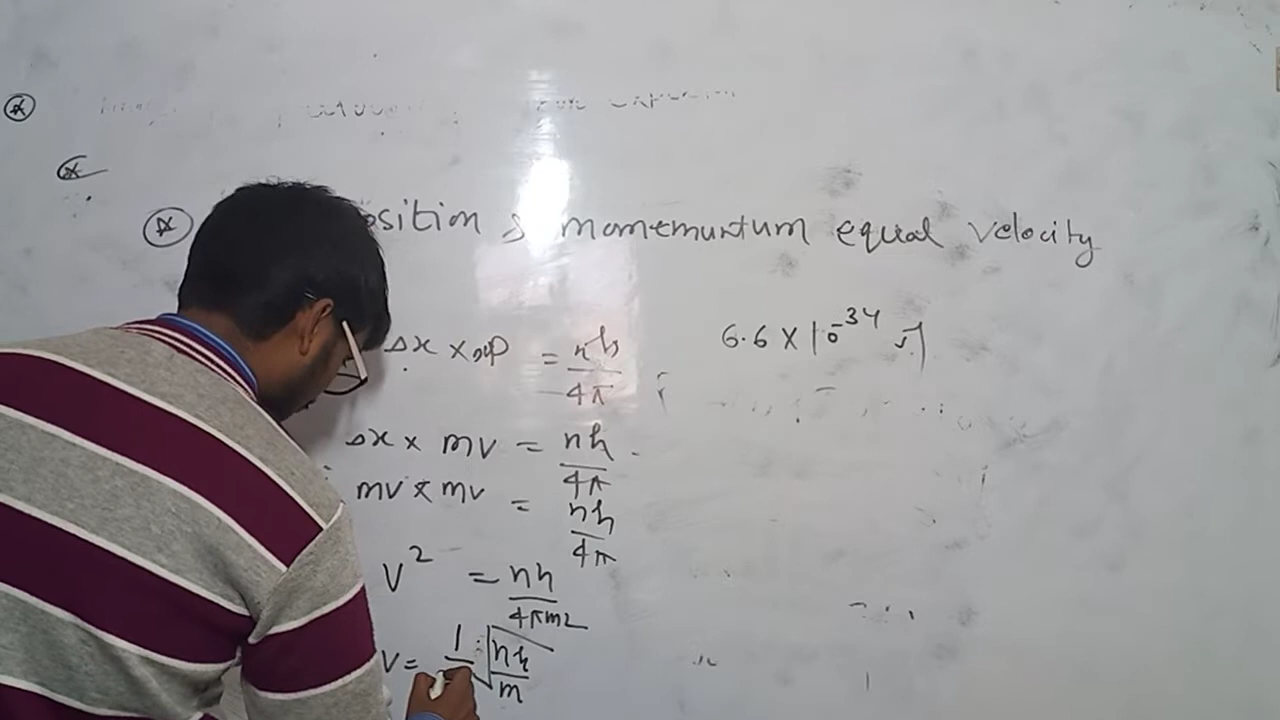 osition & momemuntum equal velocity
Δx × Δp = nh/4π
6.6 × 10⁻³⁴ J
Δx × mv = nh/4π
mv × mv = nh/4π
V² = nh/4πm2
V = 1/ √nh/m